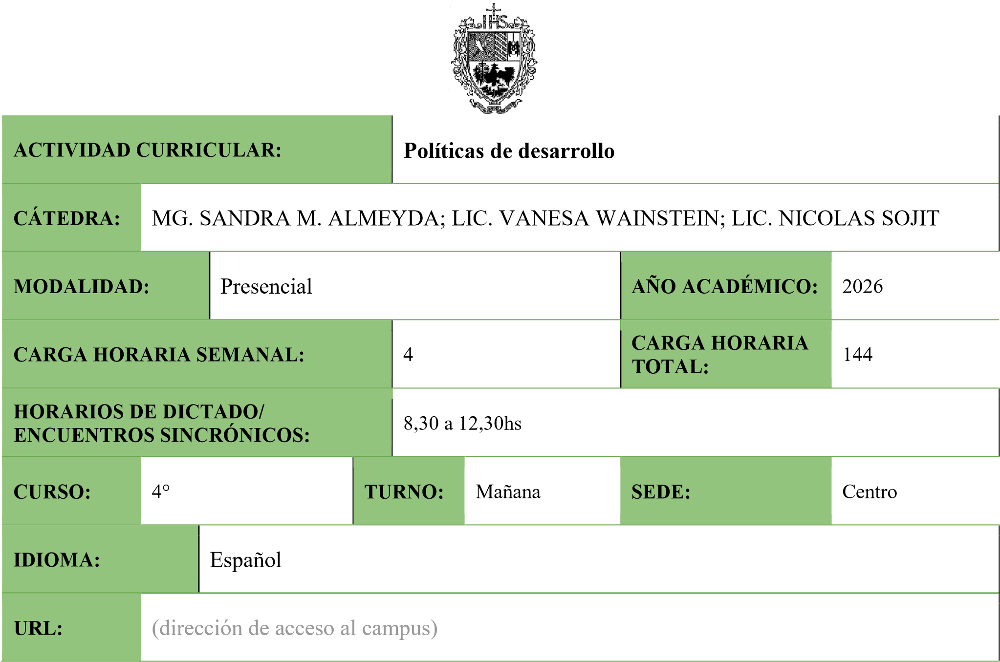 IHS
ACTIVIDAD CURRICULAR: Políticas de desarrollo
CÁTEDRA: MG. SANDRA M. ALMEYDA; LIC. VANESA WAINSTEIN; LIC. NICOLAS SOJIT
MODALIDAD: Presencial AÑO ACADÉMICO: 2026
CARGA HORARIA SEMANAL: 4 CARGA HORARIA
TOTAL: 144
HORARIOS DE DICTADO/
ENCUENTROS SINCRÓNICOS: 8,30 a 12,30hs
CURSO: 4° TURNO: Mañana SEDE: Centro
IDIOMA: Español
URL: (dirección de acceso al campus)